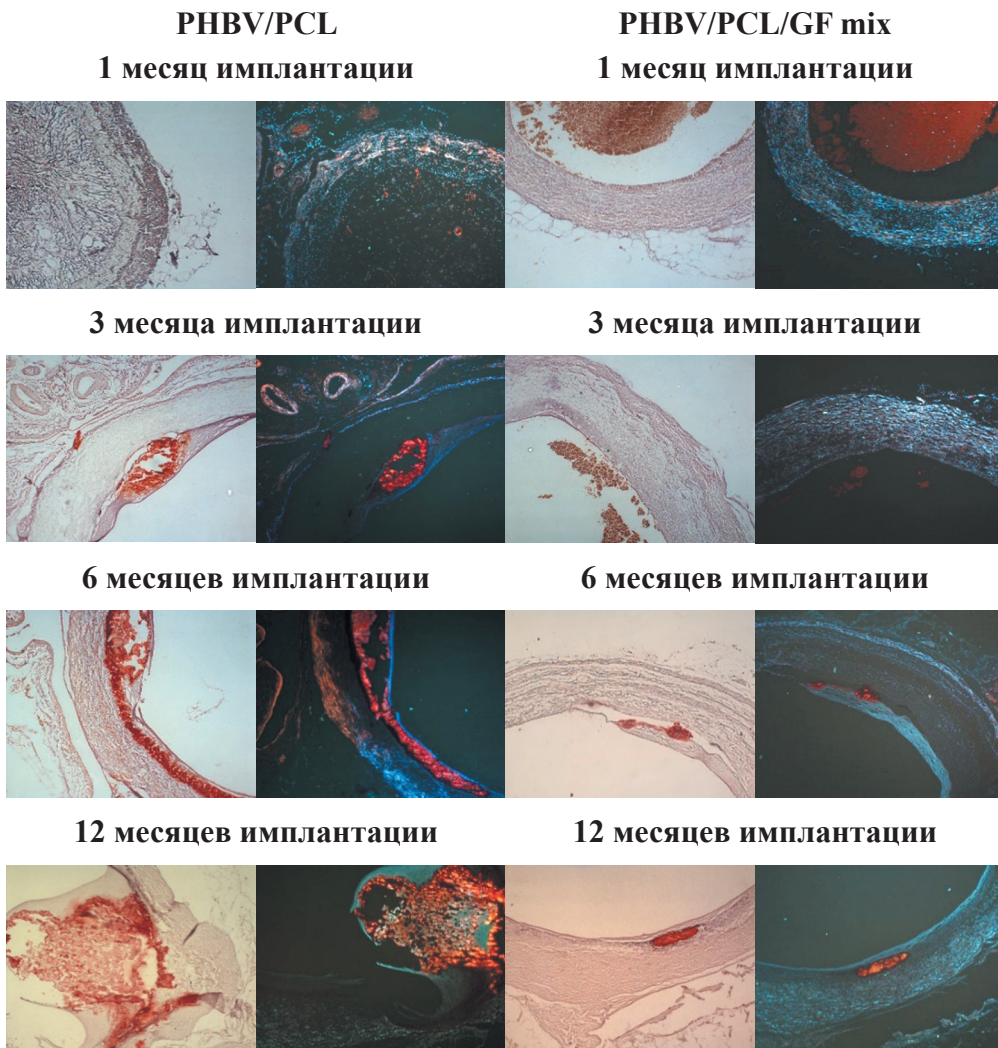 PHBV/PCL
PHBV/PCL/GF mix
1 месяц имплантации
1 месяц имплантации
3 месяца имплантации
3 месяца имплантации
6 месяцев имплантации
6 месяцев имплантации
12 месяцев имплантации
12 месяцев имплантации